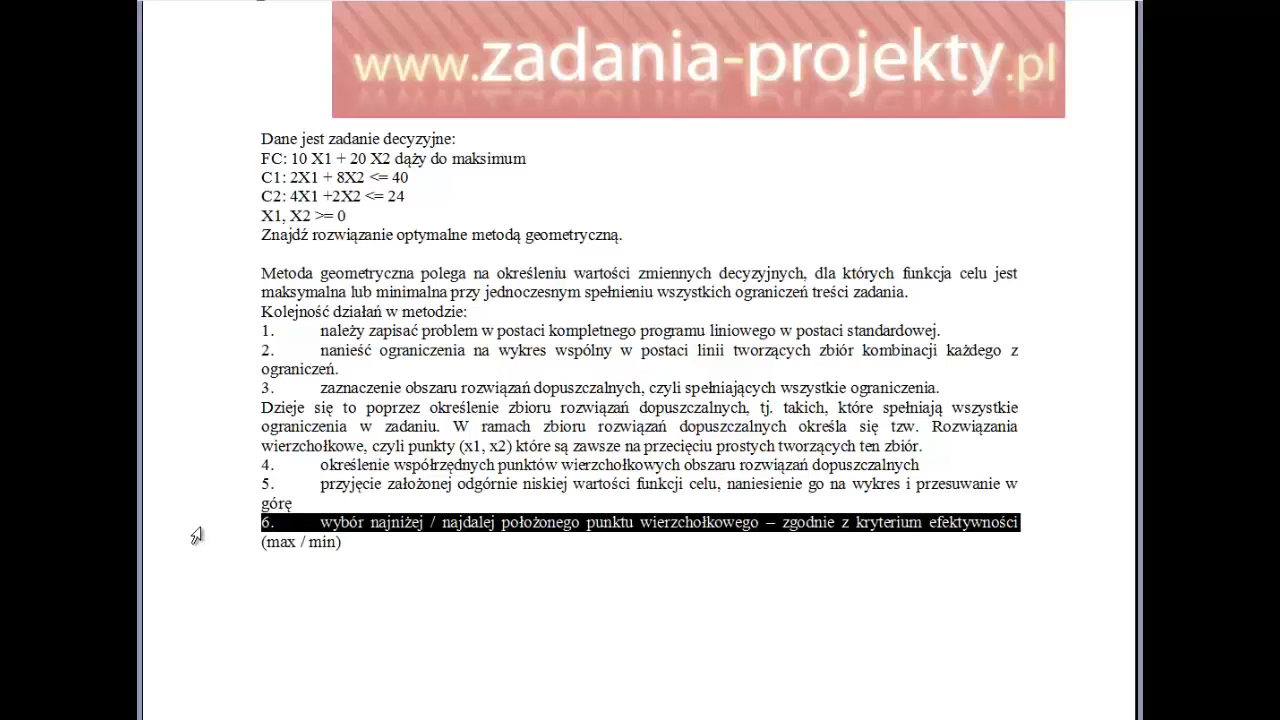 www.zadania-projekty.pl
Dane jest zadanie decyzyjne:
FC: 10 X1 + 20 X2 dąży do maksimum
C1: 2X1 + 8X2 <= 40
C2: 4X1 +2X2 <= 24
X1, X2 >= 0
Znajdź rozwiązanie optymalne metodą geometryczną.
Metoda geometryczna polega na określeniu wartości zmiennych decyzyjnych, dla których funkcja celu jest
maksymalna lub minimalna przy jednoczesnym spełnieniu wszystkich ograniczeń treści zadania.
Kolejność działań w metodzie:
1. należy zapisać problem w postaci kompletnego programu liniowego w postaci standardowej.
2. nanieść ograniczenia na wykres wspólny w postaci linii tworzących zbiór kombinacji każdego z
ograniczeń.
3. zaznaczenie obszaru rozwiązań dopuszczalnych, czyli spełniających wszystkie ograniczenia.
Dzieje się to poprzez określenie zbioru rozwiązań dopuszczalnych, tj. takich, które spełniają wszystkie
ograniczenia w zadaniu. W ramach zbioru rozwiązań dopuszczalnych określa się tzw. Rozwiązania
wierzchołkowe, czyli punkty (x1, x2) które są zawsze na przecięciu prostych tworzących ten zbiór.
4. określenie współrzędnych punktów wierzchołkowych obszaru rozwiązań dopuszczalnych
5. przyjęcie założonej odgórnie niskiej wartości funkcji celu, naniesienie go na wykres i przesuwanie w
górę
6. wybór najniżej / najdalej położonego punktu wierzchołkowego – zgodnie z kryterium efektywności
(max / min)